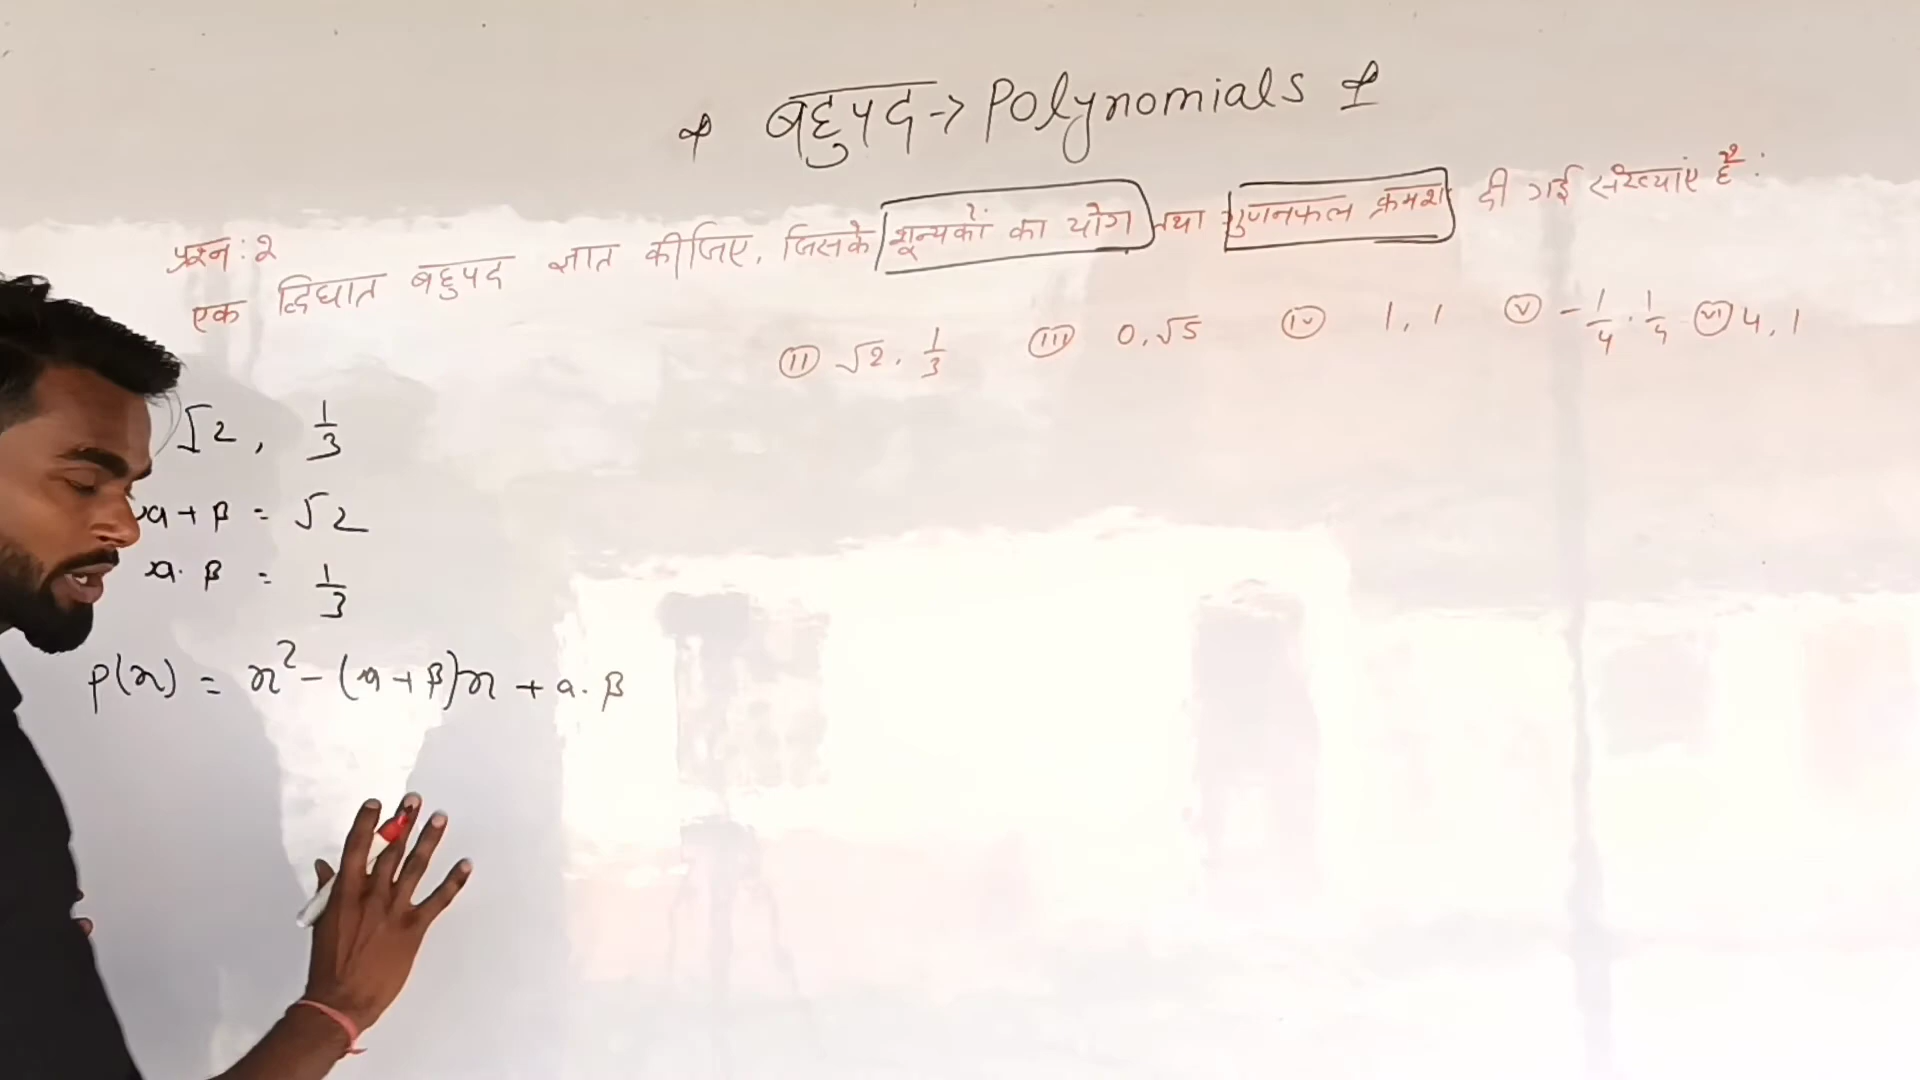 बहुपद → Polynomials
प्रश्न: २
एक द्विघात बहुपद ज्ञात कीजिए, जिसके शून्यकों का योग तथा गुणनफल क्रमश दी गई संख्याएं है:
(ii) √2, 1/3 (iii) 0, √5 (iv) 1, 1 (v) -1/4, 1/4 (vi) 4, 1
√2, 1/3
α + β = √2
α. β = 1/3
p(x) = x² - (α + β)x + α. β